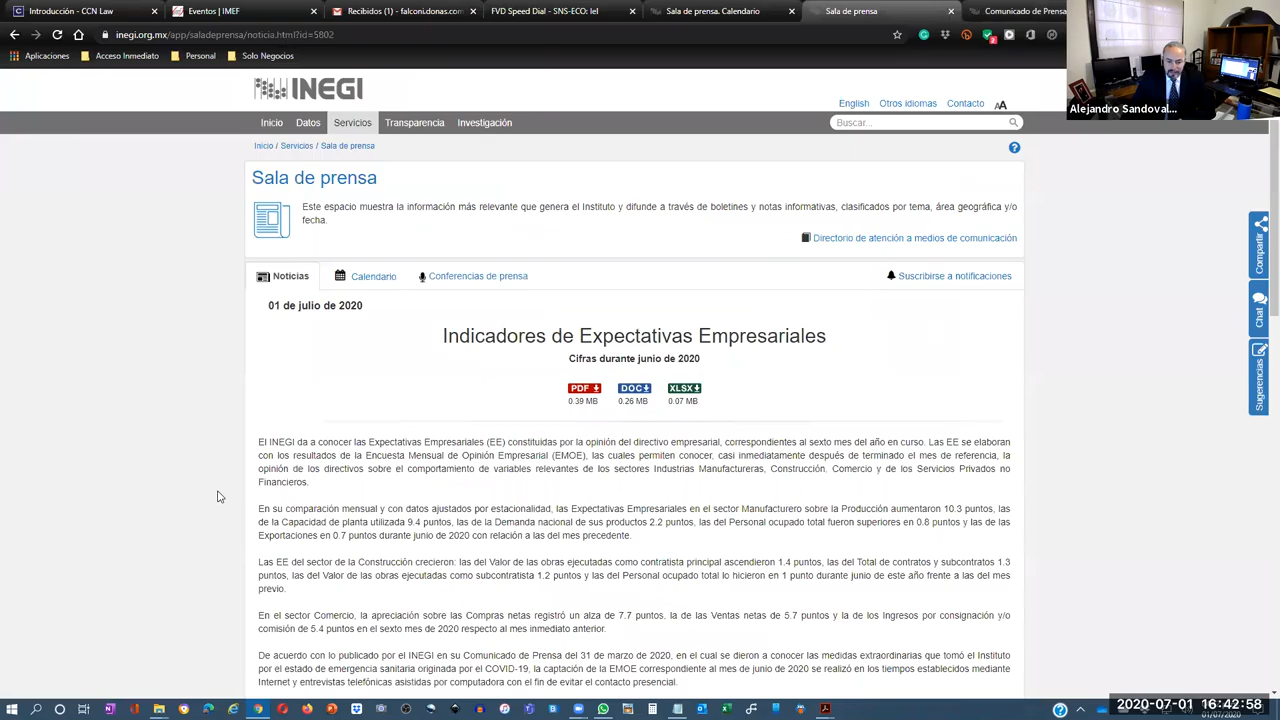 Introduction - CCN Law
Eventos | IMEF
Recibidos (1) - falconi.donas.com
FVD Speed Dial - SNS-ECO: Iel
Sala de prensa. Calendario
Sala de prensa
Comunicado de Prensa
inegi.org.mx/app/saladeprensa/noticia.html?id=5802
2
Aplicaciones
Acceso Inmediato
Personal
Solo Negocios
Alejandro Sandoval...
INEGI
English
Otros idiomas
Contacto
AA
Inicio
Datos
Servicios
Transparencia
Investigación
Buscar...
Inicio / Servicios / Sala de prensa
Sala de prensa
Este espacio muestra la información más relevante que genera el Instituto y difunde a través de boletines y notas informativas, clasificados por tema, área geográfica y/o
fecha.
Directorio de atención a medios de comunicación
Noticias
Calendario
Conferencias de prensa
Suscribirse a notificaciones
Compartir
Chat
Sugerencias
01 de julio de 2020
Indicadores de Expectativas Empresariales
Cifras durante junio de 2020
PDF
DOC
XLSX
0.39 MB
0.26 MB
0.07 MB
El INEGI da a conocer las Expectativas Empresariales (EE) constituidas por la opinión del directivo empresarial, correspondientes al sexto mes del año en curso. Las EE se elaboran
con los resultados de la Encuesta Mensual de Opinión Empresarial (EMOE), las cuales permiten conocer, casi inmediatamente después de terminado el mes de referencia, la
opinión de los directivos sobre el comportamiento de variables relevantes de los sectores Industrias Manufactureras, Construcción, Comercio y de los Servicios Privados no
Financieros.
En su comparación mensual y con datos ajustados por estacionalidad, las Expectativas Empresariales en el sector Manufacturero sobre la Producción aumentaron 10.3 puntos, las
de la Capacidad de planta utilizada 9.4 puntos, las de la Demanda nacional de sus productos 2.2 puntos, las del Personal ocupado total fueron superiores en 0.8 puntos y las de las
Exportaciones en 0.7 puntos durante junio de 2020 con relación a las del mes precedente.
Las EE del sector de la Construcción crecieron: las del Valor de las obras ejecutadas como contratista principal ascendieron 1.4 puntos, las del Total de contratos y subcontratos 1.3
puntos, las del Valor de las obras ejecutadas como subcontratista 1.2 puntos y las del Personal ocupado total lo hicieron en 1 punto durante junio de este año frente a las del mes
previo.
En el sector Comercio, la apreciación sobre las Compras netas registró un alza de 7.7 puntos, la de las Ventas netas de 5.7 puntos y la de los Ingresos por consignación y/o
comisión de 5.4 puntos en el sexto mes de 2020 respecto al mes inmediato anterior.
De acuerdo con lo publicado por el INEGI en su Comunicado de Prensa del 31 de marzo de 2020, en el cual se dieron a conocer las medidas extraordinarias que tomó el Instituto
por el estado de emergencia sanitaria originada por el COVID-19, la captación de la EMOE correspondiente al mes de junio de 2020 se realizó en los tiempos establecidos mediante
Internet y entrevistas telefónicas asistidas por computadora con el fin de evitar el contacto presencial.
2020-07-01 16:42:58
01/07/2020